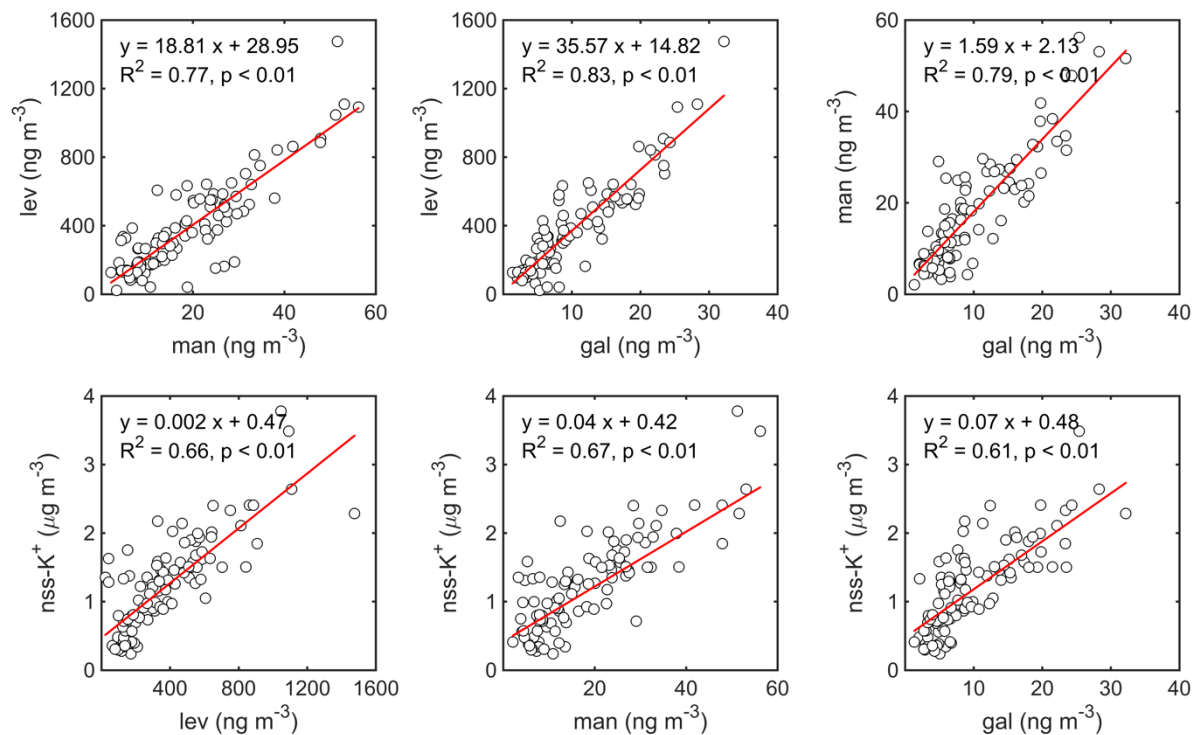 1600
1200
800
400
0
lev (ng m⁻³)
y = 18.81 x + 28.95
R² = 0.77, p < 0.01
20
40
60
man (ng m⁻³)
1600
1200
800
400
0
lev (ng m⁻³)
y = 35.57 x + 14.82
R² = 0.83, p < 0.01
10
20
30
40
gal (ng m⁻³)
60
40
20
0
man (ng m⁻³)
y = 1.59 x + 2.13
R² = 0.79, p < 0.01
10
20
30
40
gal (ng m⁻³)
4
3
2
1
0
nss-K⁺ (μg m⁻³)
y = 0.002 x + 0.47
R² = 0.66, p < 0.01
400
800
1200
1600
lev (ng m⁻³)
4
3
2
1
0
nss-K⁺ (μg m⁻³)
y = 0.04 x + 0.42
R² = 0.67, p < 0.01
20
40
60
man (ng m⁻³)
4
3
2
1
0
nss-K⁺ (μg m⁻³)
y = 0.07 x + 0.48
R² = 0.61, p < 0.01
10
20
30
40
gal (ng m⁻³)